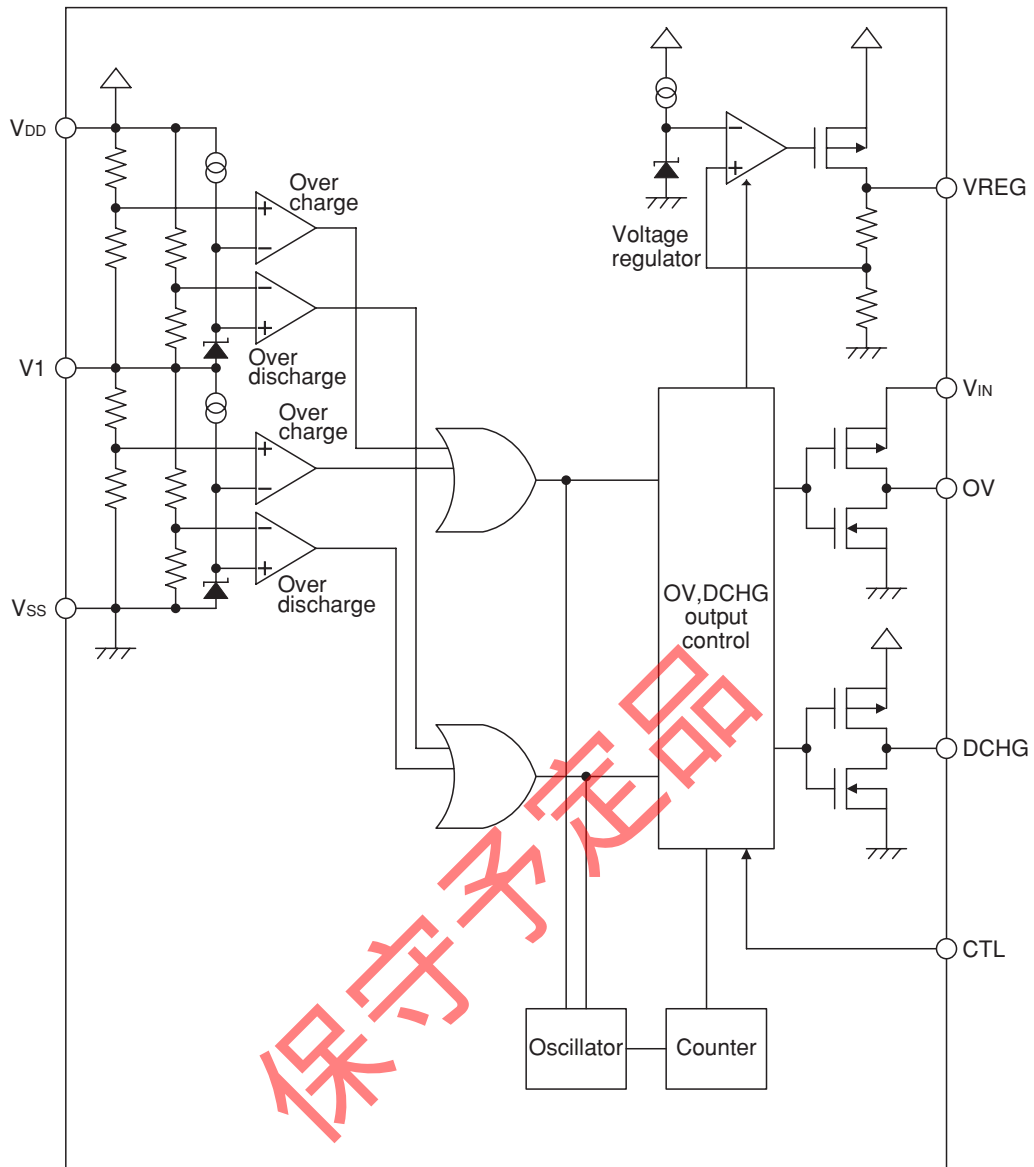 VDD
Over
charge
VREG
Voltage
regulator
Over
discharge
V1
Over
charge
VIN
OV
Over
discharge
VSS
OV,DCHG
output
control
DCHG
CTL
Oscillator
Counter
保守予定品